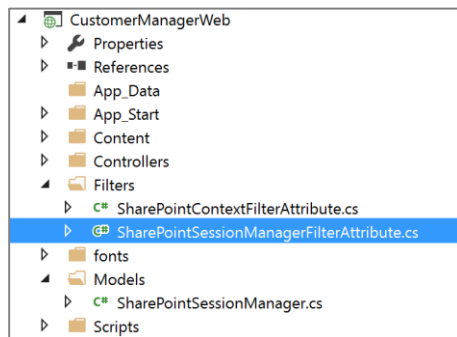 CustomerManagerWeb
Properties
References
App_Data
App_Start
Content
Controllers
Filters
C# SharePointContextFilterAttribute.cs
C# SharePointSessionManagerFilterAttribute.cs
fonts
Models
C# SharePointSessionManager.cs
Scripts